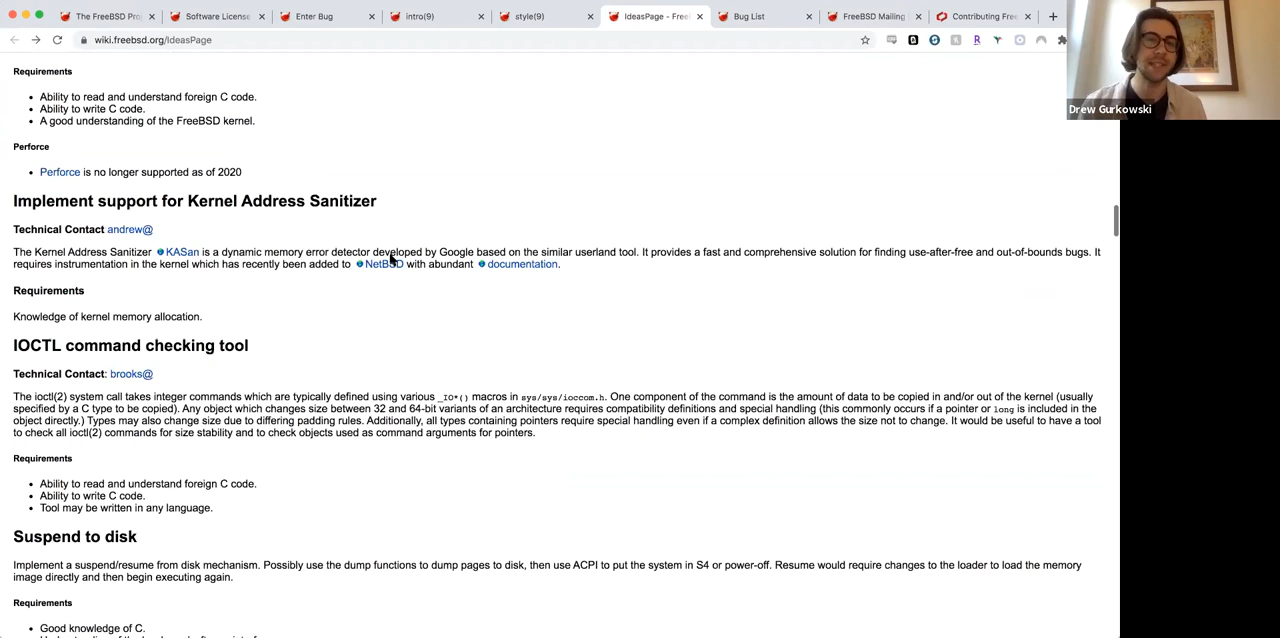 The FreeBSD Pro
Software License
Enter Bug
intro(9)
style(9)
IdeasPage - Free
Bug List
FreeBSD Mailing
Contributing Free
wiki.freebsd.org/IdeasPage
Drew Gurkowski
Requirements
Ability to read and understand foreign C code.
Ability to write C code.
A good understanding of the FreeBSD kernel.
Perforce
Perforce is no longer supported as of 2020
Implement support for Kernel Address Sanitizer
Technical Contact andrew@
The Kernel Address Sanitizer KASan is a dynamic memory error detector developed by Google based on the similar userland tool. It provides a fast and comprehensive solution for finding use-after-free and out-of-bounds bugs. It
requires instrumentation in the kernel which has recently been added to NetBSD with abundant documentation.
Requirements
Knowledge of kernel memory allocation.
IOCTL command checking tool
Technical Contact: brooks@
The ioctl(2) system call takes integer commands which are typically defined using various _IO*() macros in sys/sys/ioccom.h. One component of the command is the amount of data to be copied in and/or out of the kernel (usually
specified by a C type to be copied). Any object which changes size between 32 and 64-bit variants of an architecture requires compatibility definitions and special handling (this commonly occurs if a pointer or long is included in the
object directly.) Types may also change size due to differing padding rules. Additionally, all types containing pointers require special handling even if a complex definition allows the size not to change. It would be useful to have a tool
to check all ioctl(2) commands for size stability and to check objects used as command arguments for pointers.
Requirements
Ability to read and understand foreign C code.
Ability to write C code.
Tool may be written in any language.
Suspend to disk
Implement a suspend/resume from disk mechanism. Possibly use the dump functions to dump pages to disk, then use ACPI to put the system in S4 or power-off. Resume would require changes to the loader to load the memory
image directly and then begin executing again.
Requirements
Good knowledge of C.